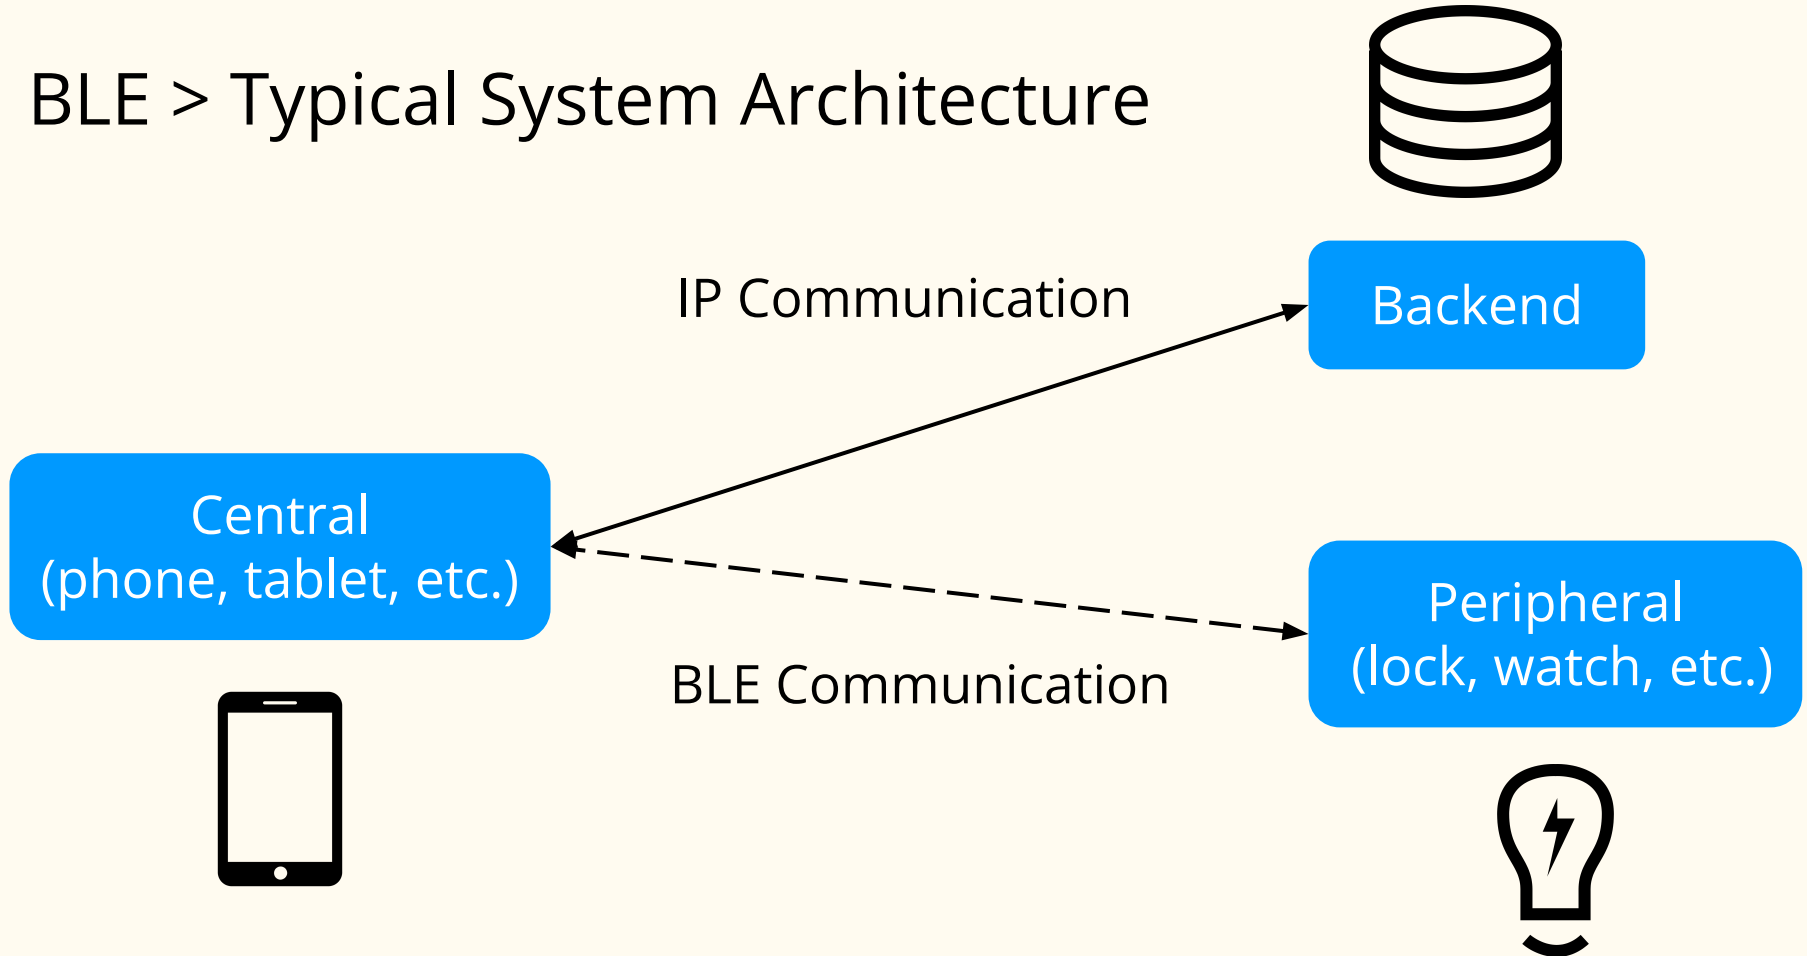 BLE > Typical System Architecture
IP Communication
Backend
Central
(phone, tablet, etc.)
BLE Communication
Peripheral
(lock, watch, etc.)